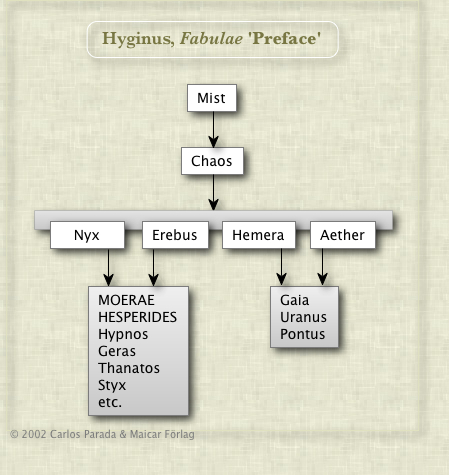 Hyginus, Fabulae 'Preface'
Mist
Chaos
Nyx Erebus Hemera Aether
MOERAE
HESPERIDES
Hypnos
Geras
Thanatos
Styx
etc.
Gaia
Uranus
Pontus
© 2002 Carlos Parada & Maicar Förlag